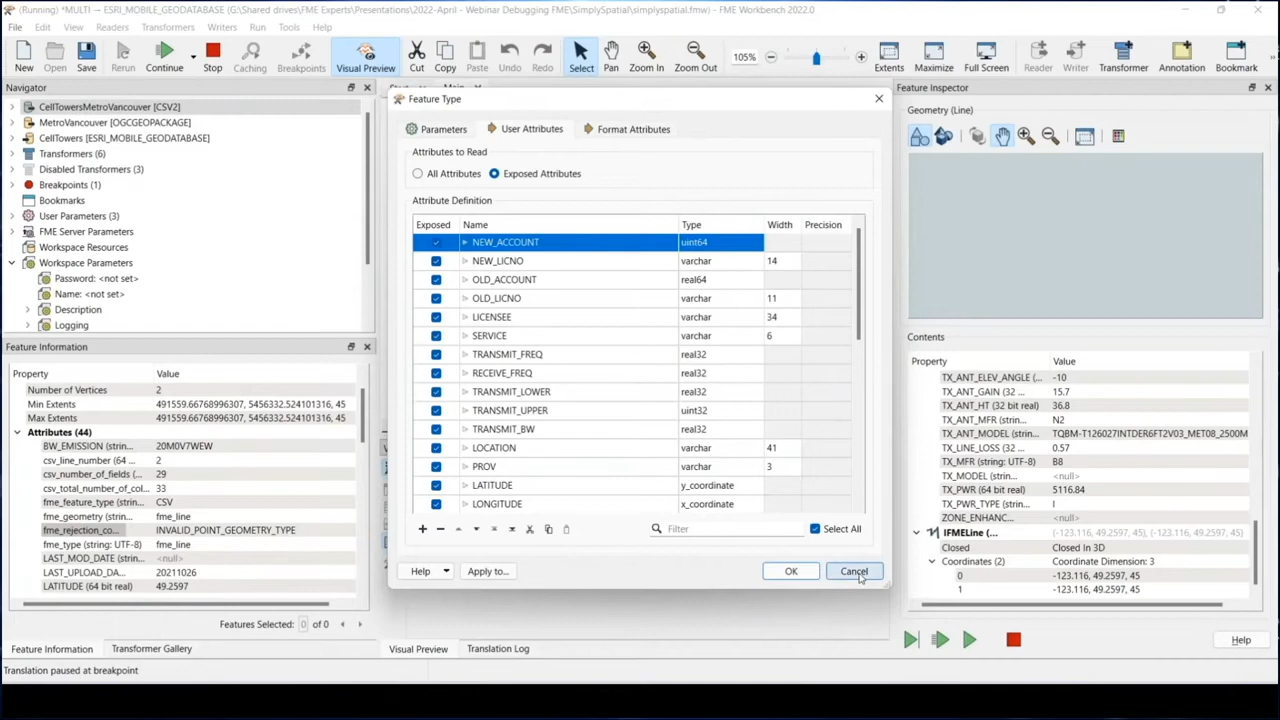 (Running) *MULTI → ESRI_MOBILE_GEODATABASE (G:\Shared drives\FME Experts\Presentations\2022-April - Webinar Debugging FME\SimplySpatial\simplyspatial.fmw) - FME Workbench 2022.0
File Edit View Readers Transformers Writers Run Tools Help
New Open Save Rerun Continue Stop Caching Breakpoints Visual Preview Cut Copy Paste Undo Redo Select Pan Zoom In Zoom Out 105% Extents Maximize Full Screen Reader Writer Transformer Annotation Bookmark
Navigator
CellTowersMetroVancouver [CSV2]
MetroVancouver [OGCGEOPACKAGE]
CellTowers [ESRI_MOBILE_GEODATABASE]
Transformers (6)
Disabled Transformers (3)
Breakpoints (1)
Bookmarks
User Parameters (3)
FME Server Parameters
Workspace Resources
Workspace Parameters
Password: <not set>
Name: <not set>
Description
Logging
Feature Information
Property Value
Number of Vertices 2
Min Extents 491559.66768996307, 5456332.524101316, 45
Max Extents 491559.66768996307, 5456332.524101316, 45
Attributes (44)
BW_EMISSION (strin... 20M0V7WEW
csv_line_number (64 ... 2
csv_number_of_fields (... 29
csv_total_number_of_col... 33
fme_feature_type (strin... CSV
fme_geometry (string:... fme_line
fme_rejection_co... INVALID_POINT_GEOMETRY_TYPE
fme_type (string: UTF-8) fme_line
LAST_MOD_DATE (strin... <null>
LAST_UPLOAD_DA... 20211026
LATITUDE (64 bit real) 49.2597
Features Selected: 0 of 0
Feature Information Transformer Gallery
Translation paused at breakpoint
Feature Type
Parameters User Attributes Format Attributes
Attributes to Read
All Attributes Exposed Attributes
Attribute Definition
Exposed Name Type Width Precision
NEW_ACCOUNT uint64
NEW_LICNO varchar 14
OLD_ACCOUNT real64
OLD_LICNO varchar 11
LICENSEE varchar 34
SERVICE varchar 6
TRANSMIT_FREQ real32
RECEIVE_FREQ real32
TRANSMIT_LOWER real32
TRANSMIT_UPPER uint32
TRANSMIT_BW real32
LOCATION varchar 41
PROV varchar 3
LATITUDE y_coordinate
LONGITUDE x_coordinate
Filter Select All
Help Apply to... OK Cancel
Visual Preview Translation Log
Feature Inspector
Geometry (Line)
Contents
Property Value
TX_ANT_ELEV_ANGLE (... -10
TX_ANT_GAIN (32 ... 15.7
TX_ANT_HT (32 bit real) 36.8
TX_ANT_MFR (string:... N2
TX_ANT_MODEL (strin... TQBM-T126027INTDER6FT2V03_MET08_2500M
TX_LINE_LOSS (32 ... 0.57
TX_MFR (string: UTF-8) B8
TX_MODEL (string:... <null>
TX_PWR (64 bit real) 5116.84
TX_PWR_TYPE (strin... I
ZONE_ENHANC... <null>
IFMELine (... (-123.116, 49.2597, 45), (-123.116, 49.2597, 45)
Closed Closed In 3D
Coordinates (2) Coordinate Dimension: 3
0 -123.116, 49.2597, 45
1 -123.116, 49.2597, 45
Help